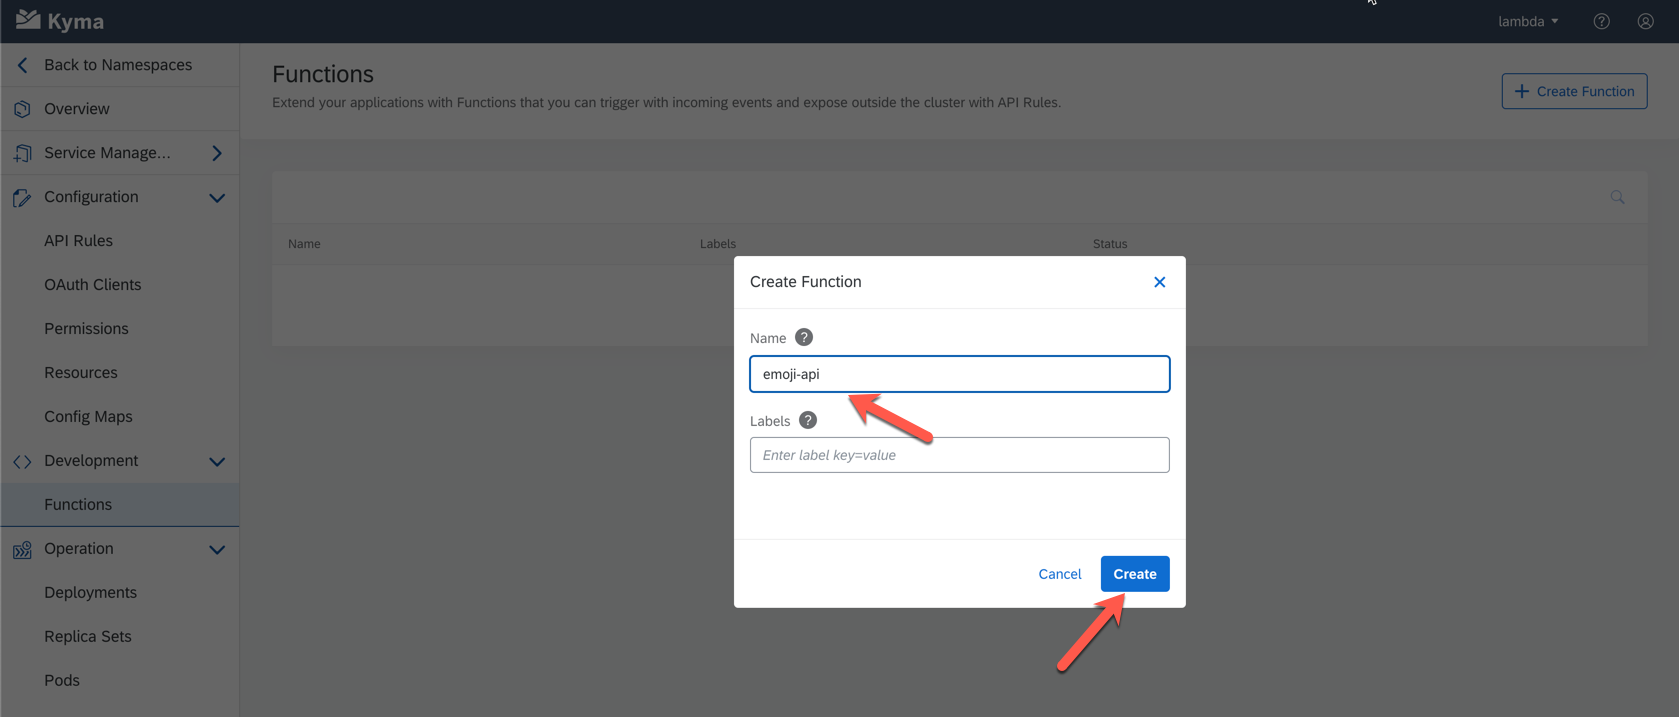 Kyma
lambda
Back to Namespaces
Overview
Service Manage...
Configuration
API Rules
OAuth Clients
Permissions
Resources
Config Maps
Development
Functions
Operation
Deployments
Replica Sets
Pods
Functions
Extend your applications with Functions that you can trigger with incoming events and expose outside the cluster with API Rules.
+ Create Function
Name Labels Status
Create Function
Name ?
emoji-api
Labels ?
Enter label key=value
Cancel Create